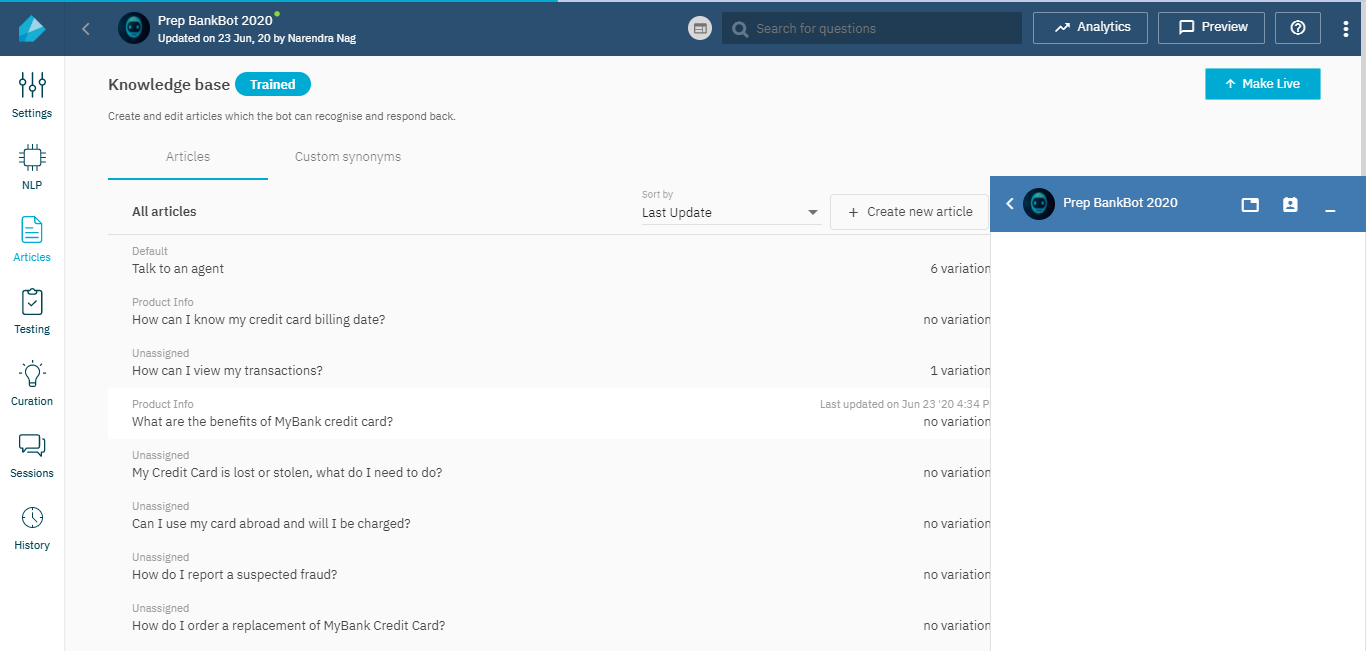 Prep BankBot 2020
Updated on 23 Jun, 20 by Narendra Nag
Search for questions
Analytics
Preview
Settings
NLP
Articles
Testing
Curation
Sessions
History
Knowledge base Trained
Make Live
Create and edit articles which the bot can recognise and respond back.
Articles Custom synonyms
All articles
Sort by
Last Update
+ Create new article
Default
Talk to an agent 6 variation
Product Info
How can I know my credit card billing date? no variation
Unassigned
How can I view my transactions? 1 variation
Product Info Last updated on Jun 23 '20 4:34 P
What are the benefits of MyBank credit card? no variation
Unassigned
My Credit Card is lost or stolen, what do I need to do? no variation
Unassigned
Can I use my card abroad and will I be charged? no variation
Unassigned
How do I report a suspected fraud? no variation
Unassigned
How do I order a replacement of MyBank Credit Card? no variation
Prep BankBot 2020